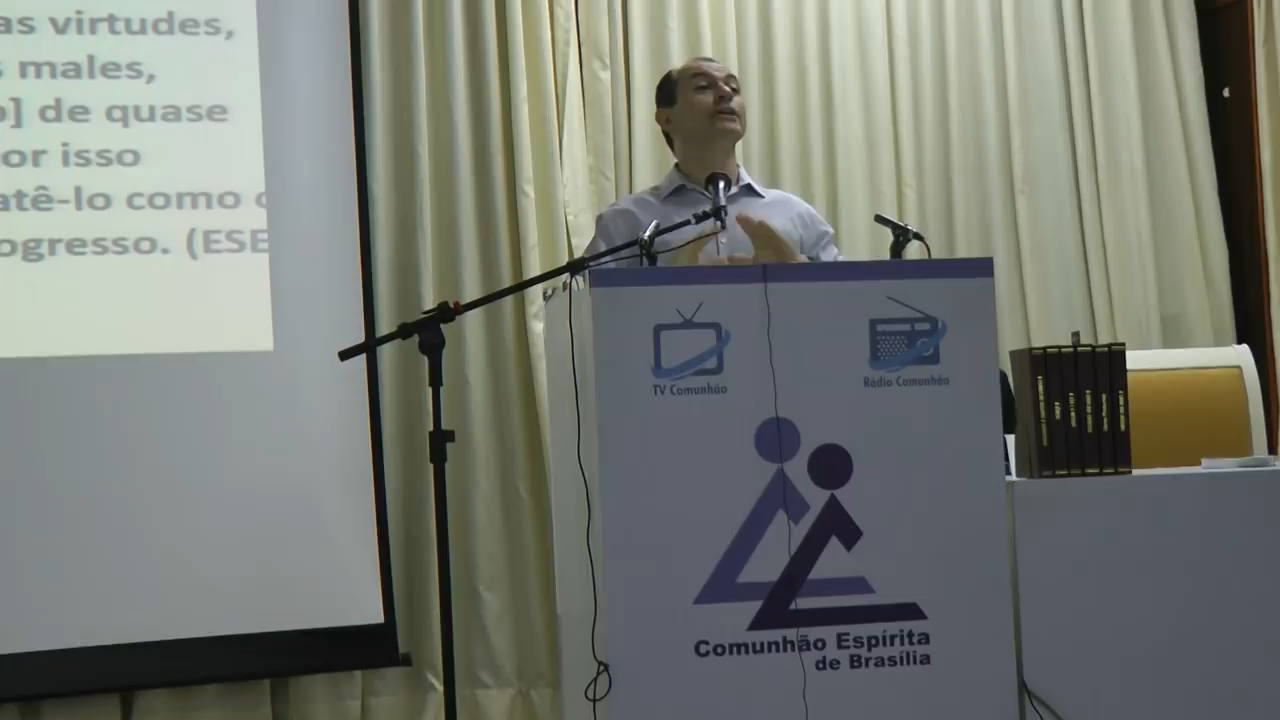 as virtudes,
males,
de quase
or isso
atê-lo como
ogresso. (ESE
TV Comunhão
Rádio Comunhão
Comunhão Espírita
de Brasília